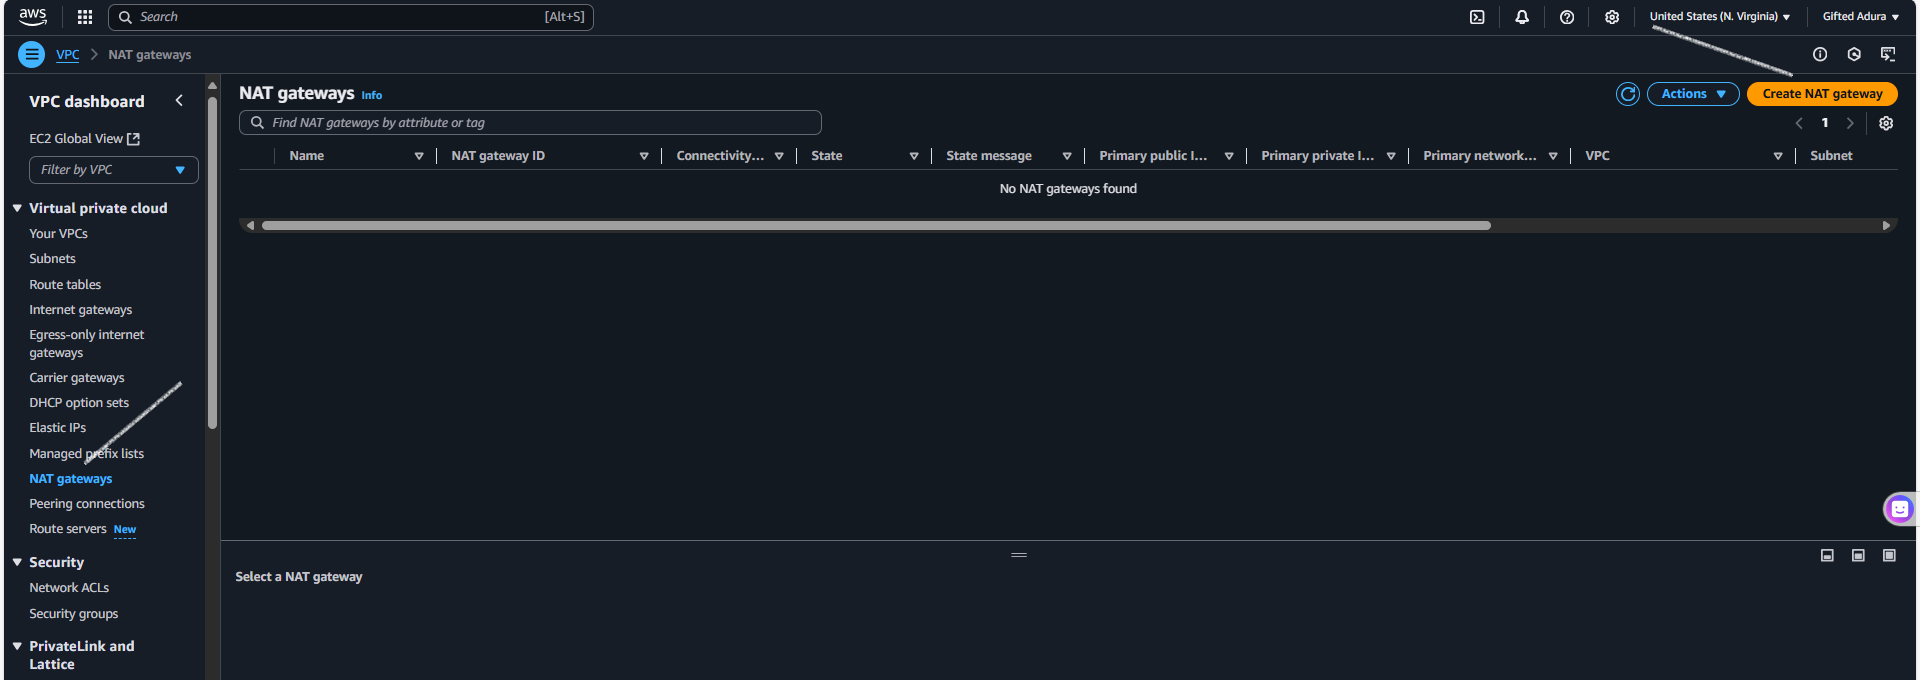 aws
Search [Alt+S]
United States (N. Virginia)
Gifted Adura
VPC
NAT gateways
VPC dashboard
EC2 Global View
Filter by VPC
Virtual private cloud
Your VPCs
Subnets
Route tables
Internet gateways
Egress-only internet
gateways
Carrier gateways
DHCP option sets
Elastic IPs
Managed prefix lists
NAT gateways
Peering connections
Route servers New
Security
Network ACLs
Security groups
PrivateLink and
Lattice
NAT gateways Info
Actions
Create NAT gateway
Find NAT gateways by attribute or tag
1
Name
NAT gateway ID
Connectivity...
State
State message
Primary public I...
Primary private I...
Primary network...
VPC
Subnet
No NAT gateways found
Select a NAT gateway